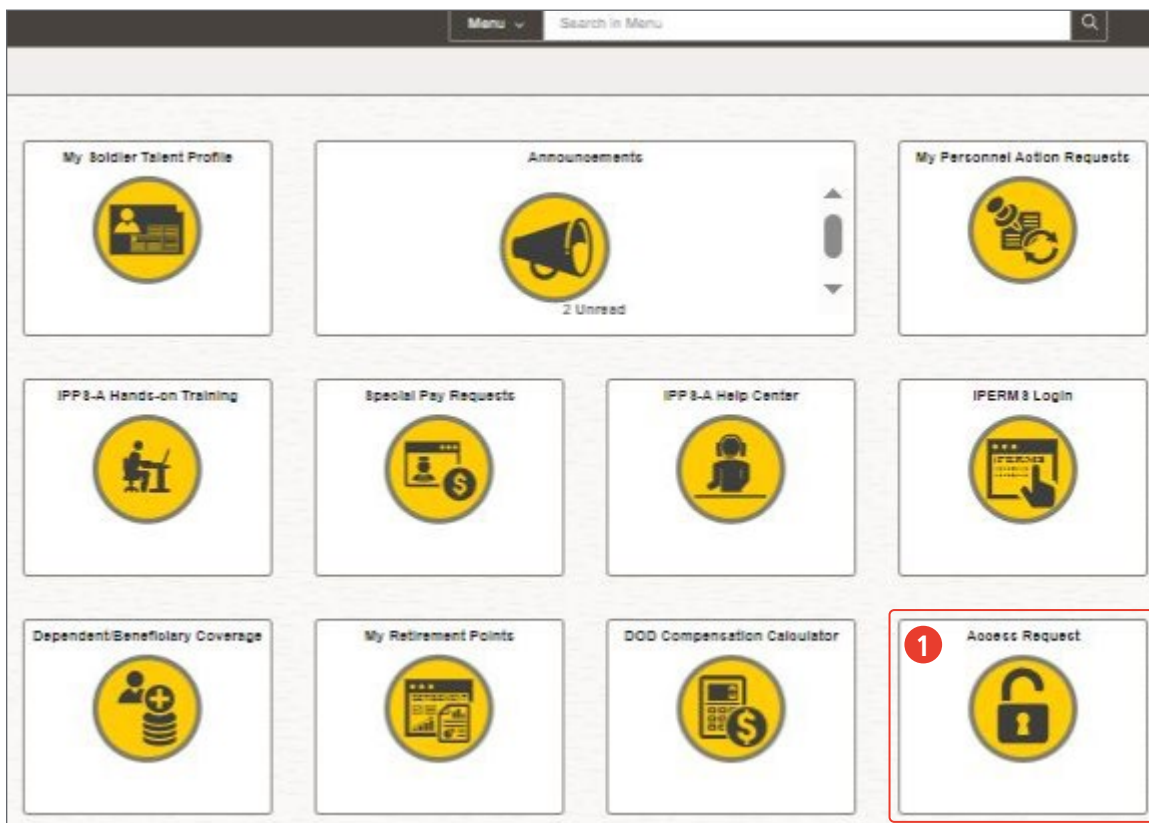 Menu Search in Menu
My Soldier Talent Profile
Announcements
2 Unread
My Personnel Action Requests
IPPS-A Hands-on Training
Special Pay Requests
IPPS-A Help Center
IPERMS Login
IPERMS
Dependent/Beneficiary Coverage
My Retirement Points
DOD Compensation Calculator
1 Access Request